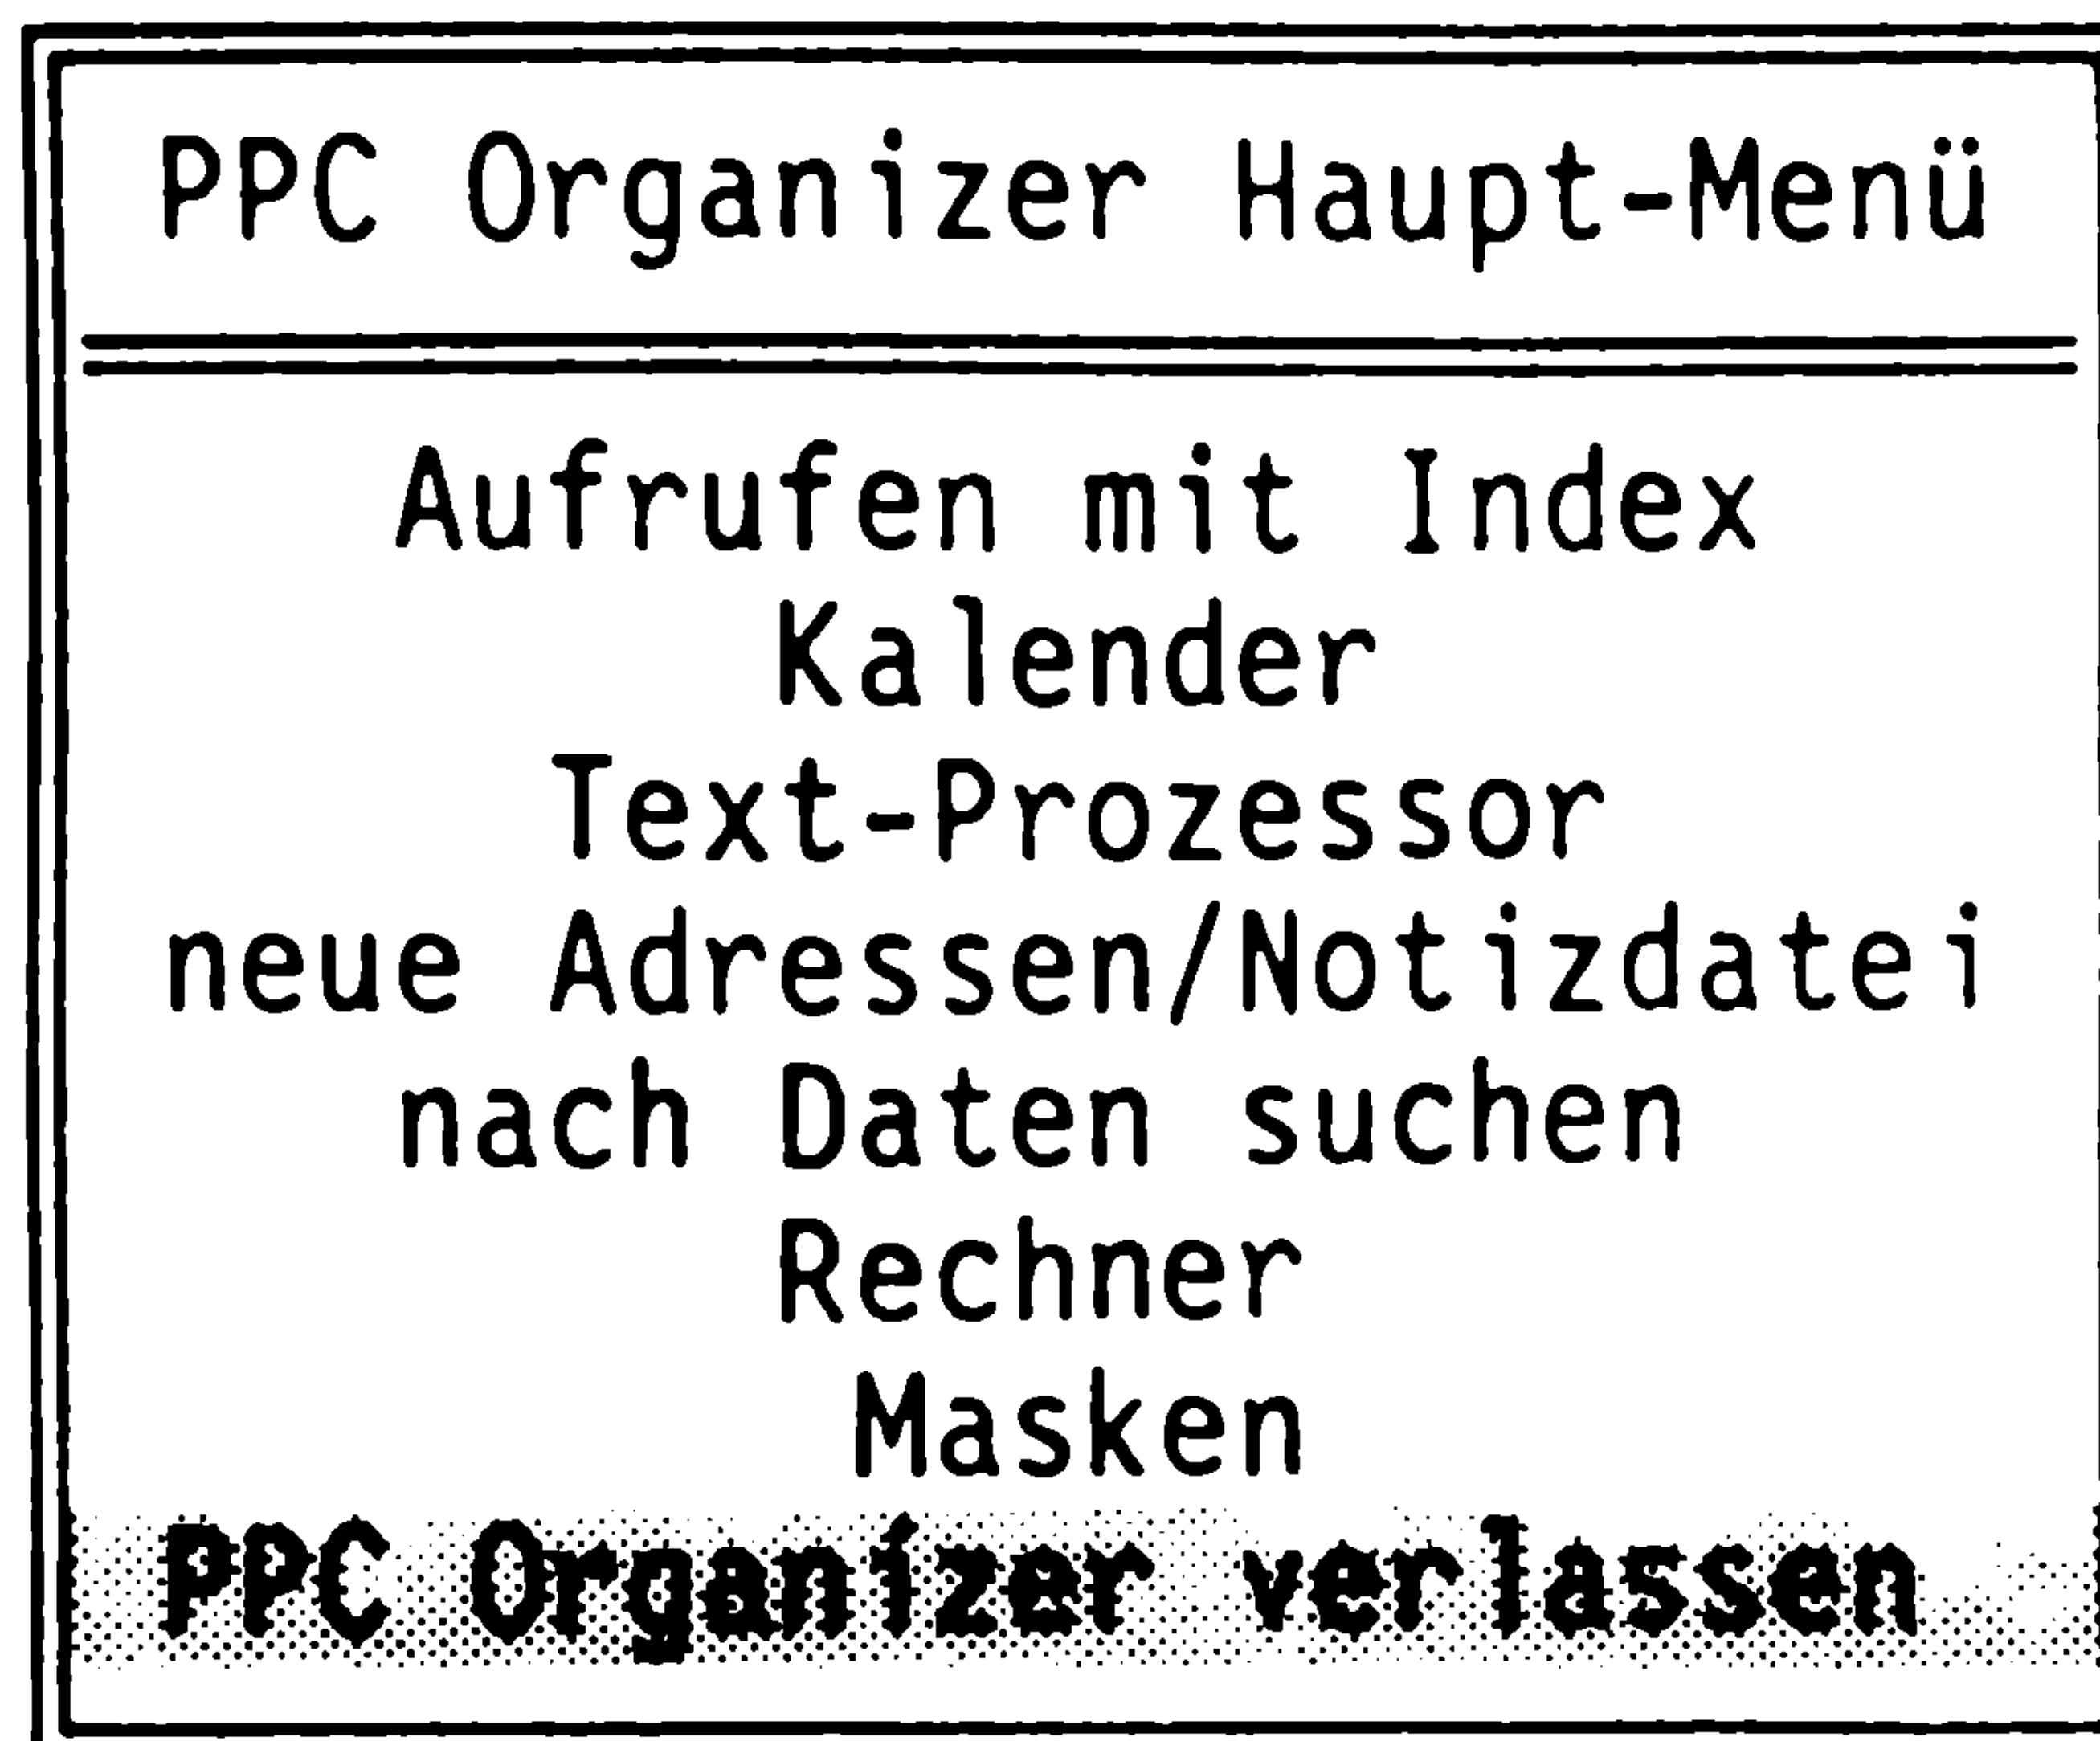 PPC Organizer Haupt-Menü
Aufrufen mit Index
Kalender
Text-Prozessor
neue Adressen/Notizdatei
nach Daten suchen
Rechner
Masken
PPC Organizer verlassen